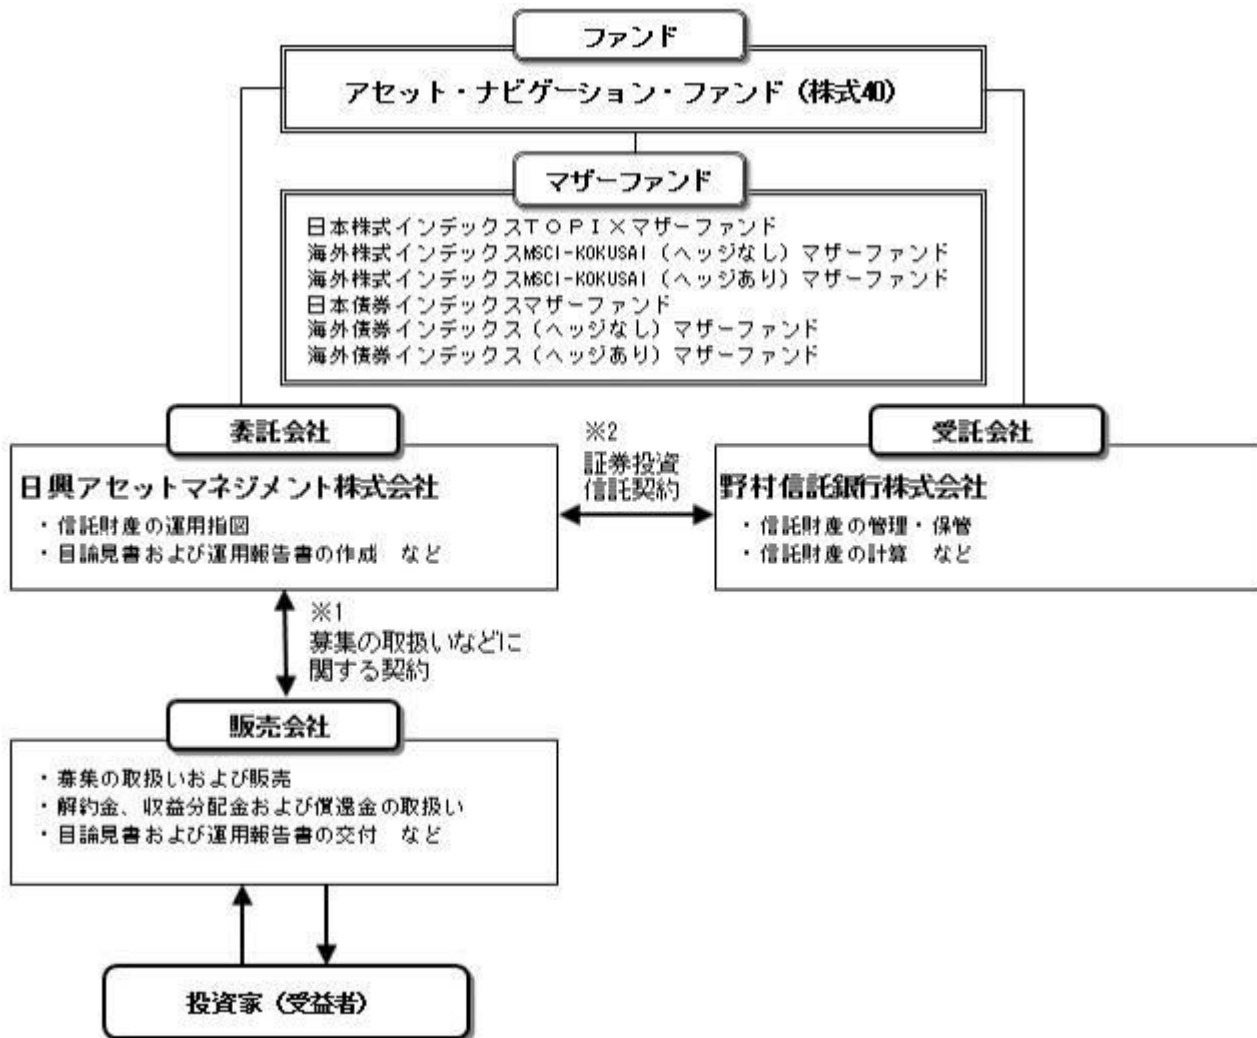 ファンド
アセット・ナビゲーション・ファンド（株式40）
マザーファンド
日本株式インデックスＴＯＰＩＸマザーファンド
海外株式インデックスMSCI-KOKUSAI（ヘッジなし）マザーファンド
海外株式インデックスMSCI-KOKUSAI（ヘッジあり）マザーファンド
日本債券インデックスマザーファンド
海外債券インデックス（ヘッジなし）マザーファンド
海外債券インデックス（ヘッジあり）マザーファンド
委託会社
日興アセットマネジメント株式会社
・信託財産の運用指図
・目論見書および運用報告書の作成　など
※2
証券投資
信託契約
受託会社
野村信託銀行株式会社
・信託財産の管理・保管
・信託財産の計算　など
※1
募集の取扱いなどに
関する契約
販売会社
・募集の取扱いおよび販売
・解約金、収益分配金および償還金の取扱い
・目論見書および運用報告書の交付　など
投資家（受益者）